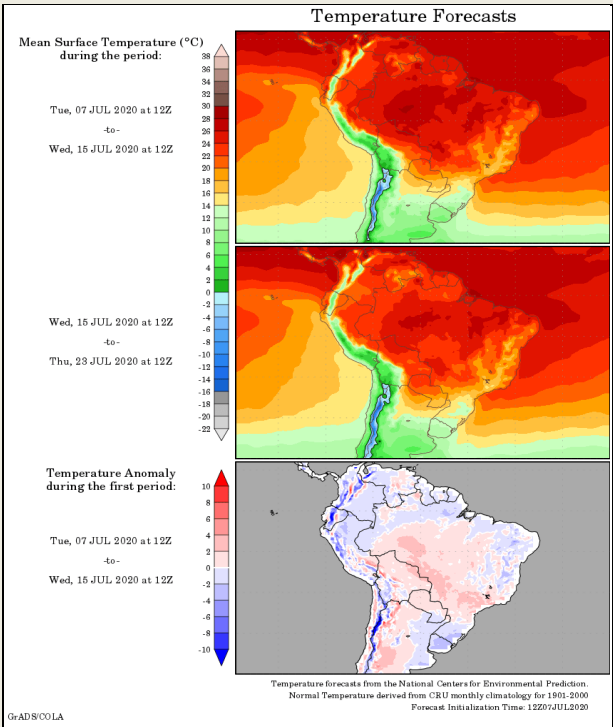 Temperature Forecasts
Mean Surface Temperature (°C)
during the period:
Tue, 07 JUL 2020 at 12Z
-to-
Wed, 15 JUL 2020 at 12Z
38
36
34
32
30
28
26
24
22
20
18
16
14
12
10
8
6
4
2
0
-2
-4
-6
-8
-10
-12
-14
-16
-18
-20
-22
Wed, 15 JUL 2020 at 12Z
-to-
Thu, 23 JUL 2020 at 12Z
Temperature Anomaly
during the first period:
Tue, 07 JUL 2020 at 12Z
-to-
Wed, 15 JUL 2020 at 12Z
10
8
6
4
2
0
-2
-4
-6
-8
-10
Temperature forecasts from the National Centers for Environmental Prediction.
Normal Temperature derived from CRU monthly climatology for 1901-2000
Forecast Initialization Time: 12Z07JUL2020
GrADS/COLA